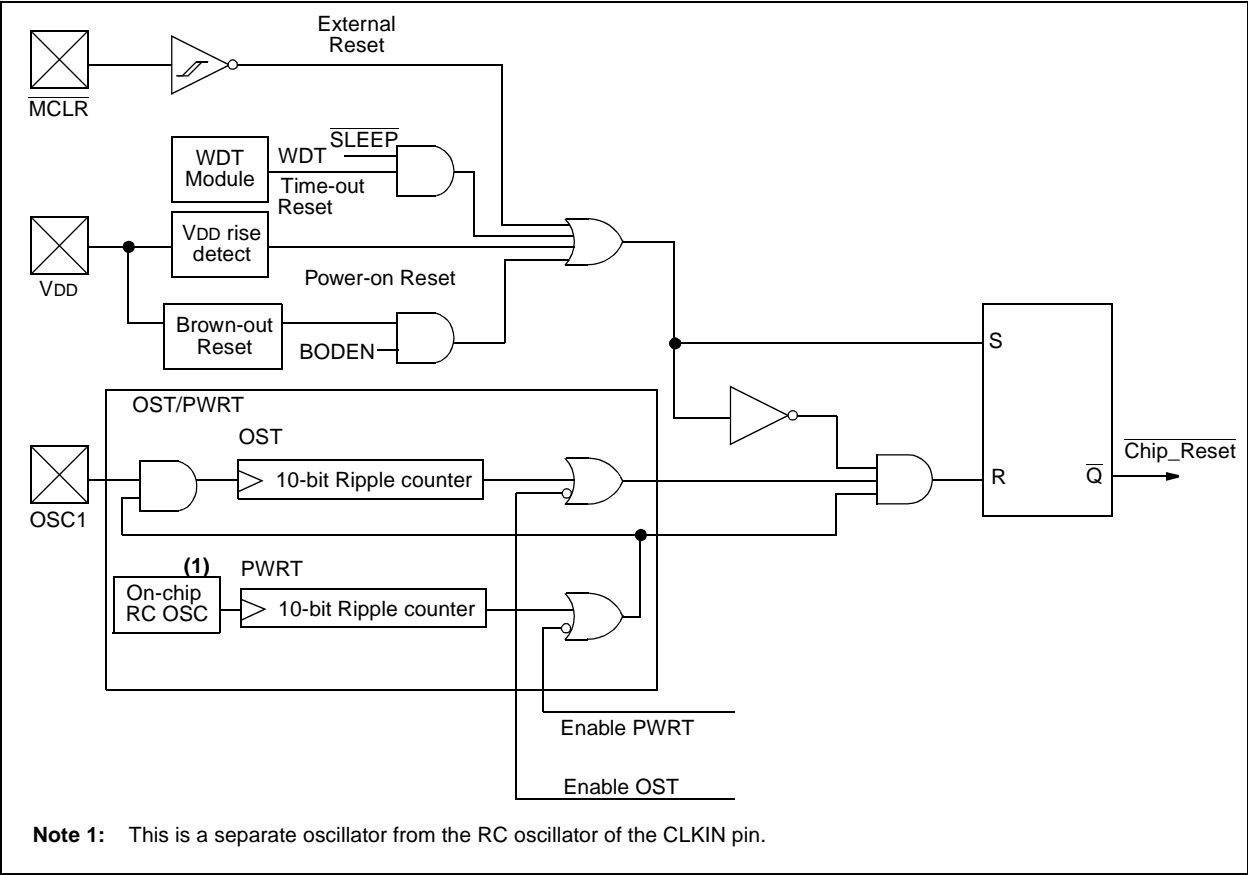 External
Reset
MCLR
SLEEP
WDT
Module
WDT
Time-out
Reset
VDD rise
detect
VDD
Power-on Reset
Brown-out
Reset
BODEN
S
OST/PWRT
OST
10-bit Ripple counter
OSC1
Chip_Reset
R
Q
(1)
PWRT
On-chip
RC OSC
10-bit Ripple counter
Enable PWRT
Enable OST
Note 1: This is a separate oscillator from the RC oscillator of the CLKIN pin.